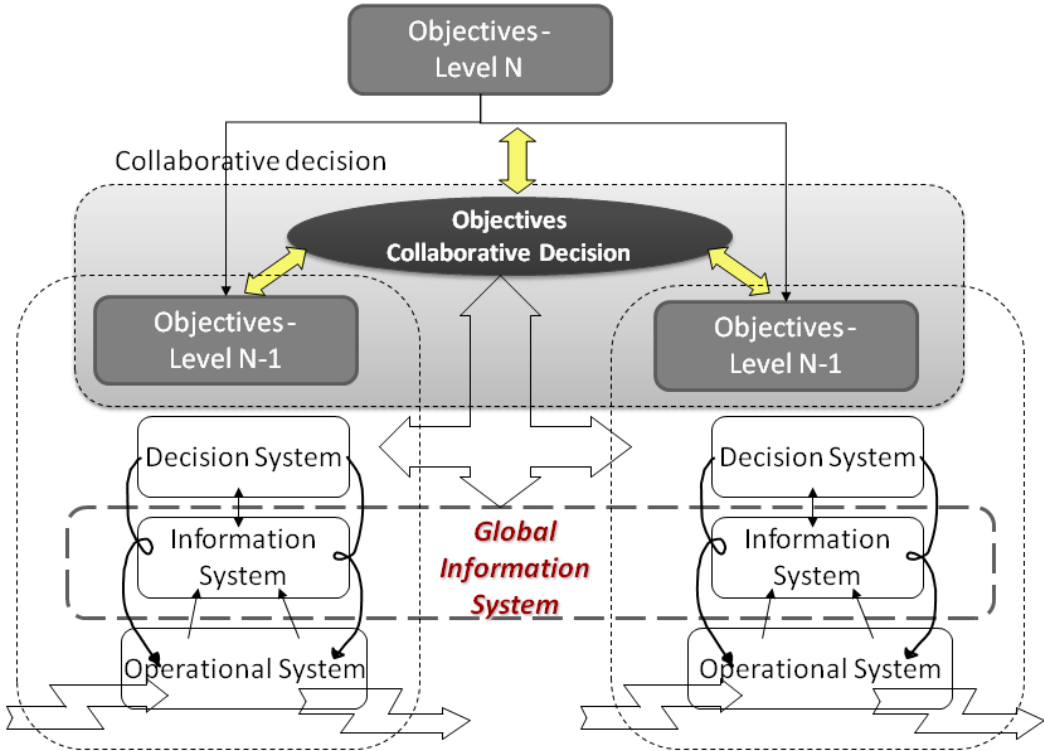 Objectives-
Level N
Collaborative decision
Objectives
Collaborative Decision
Objectives-
Level N-1
Objectives-
Level N-1
Decision System
Decision System
Information
System
Global
Information
System
Information
System
Operational System
Operational System